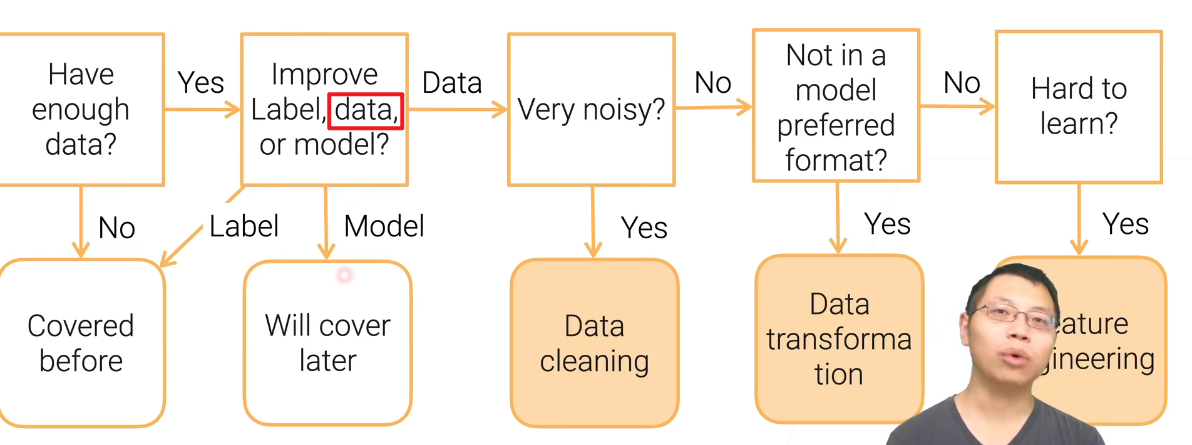 Have
enough
data?
Yes
Improve
Label, data,
or model?
Data
Very noisy?
No
Not in a
model
preferred
format?
No
Hard to
learn?
No
Label
Model
Yes
Yes
Yes
Covered
before
Will cover
later
Data
cleaning
Data
transforma
tion
eature
gineering